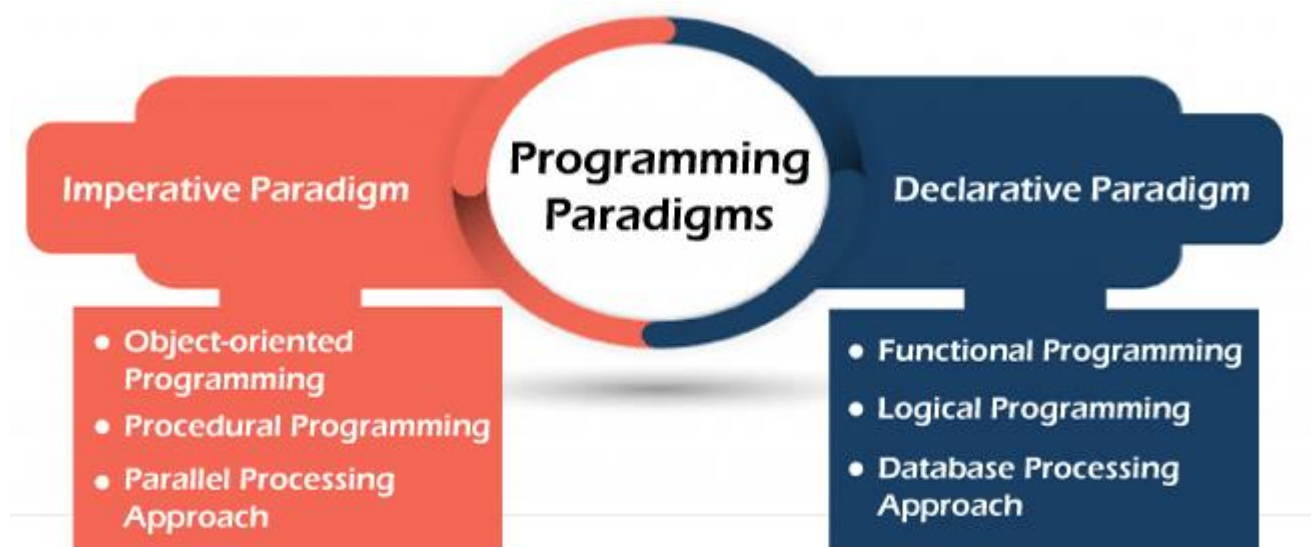 Programming
Paradigms
Imperative Paradigm
Declarative Paradigm
• Object-oriented
Programming
• Procedural Programming
• Parallel Processing
Approach
• Functional Programming
• Logical Programming
• Database Processing
Approach